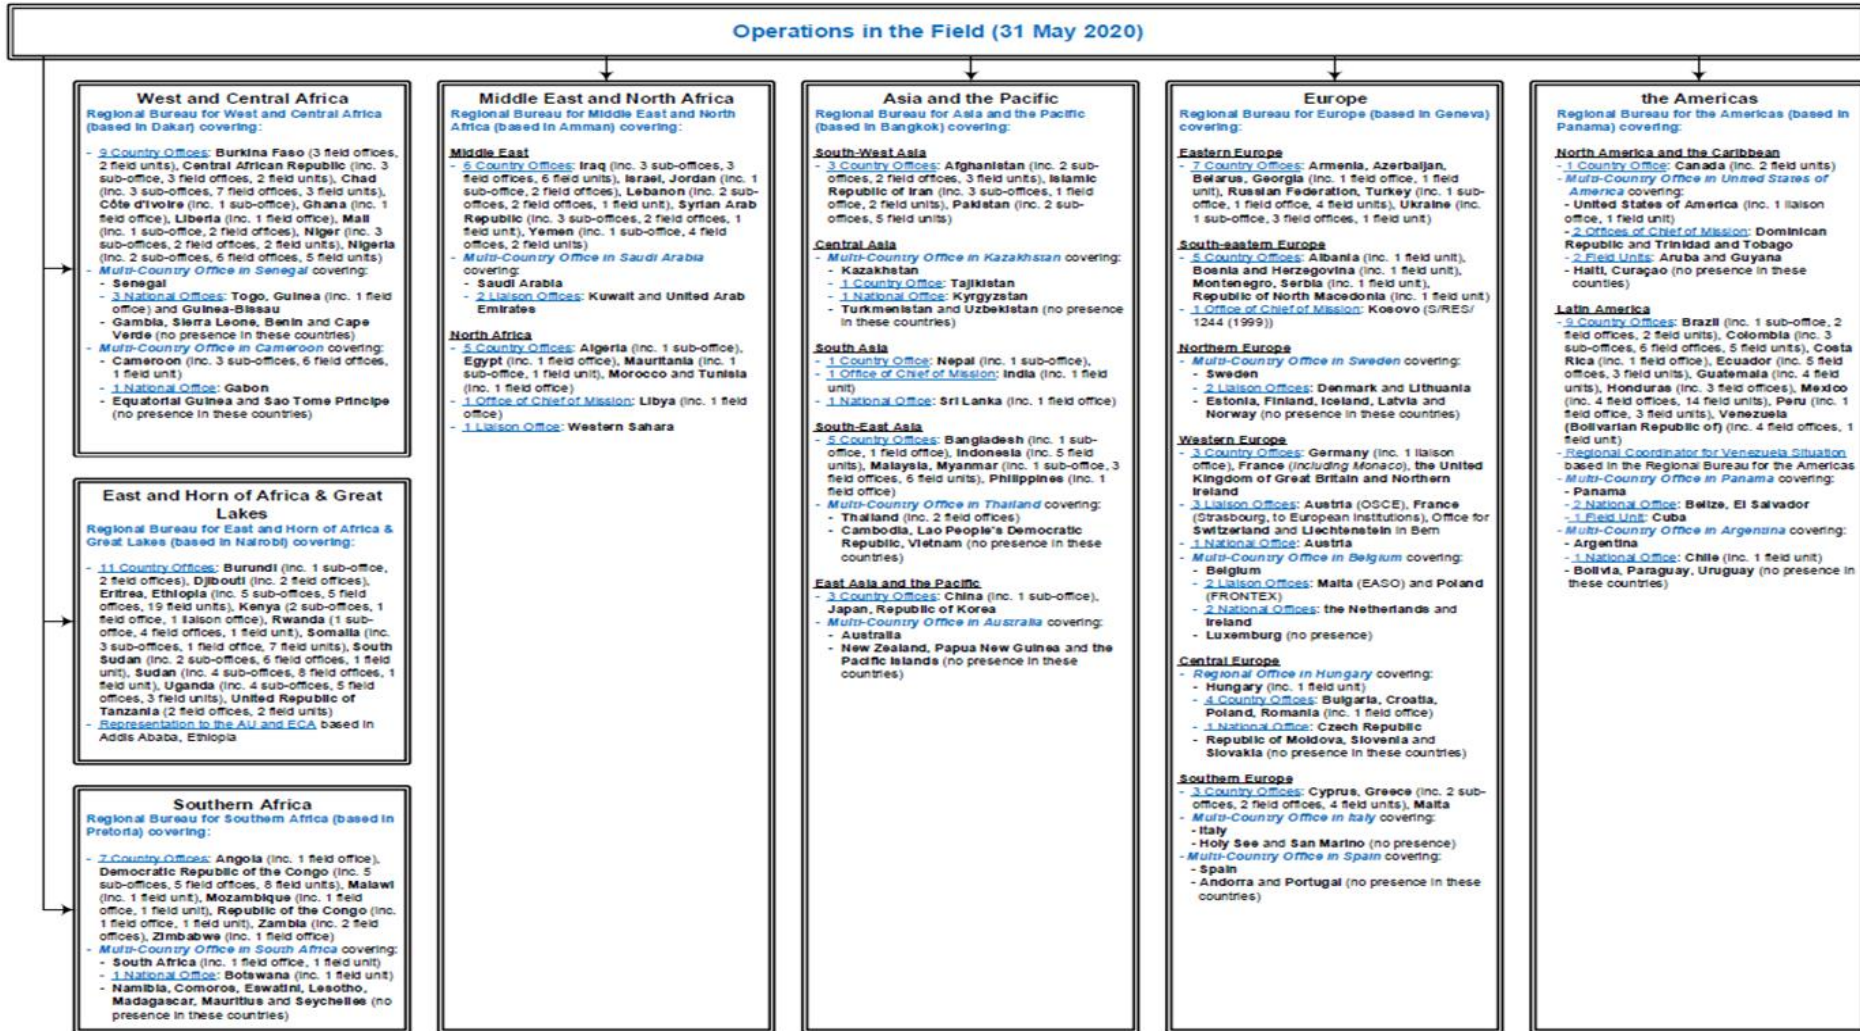 Operations in the Field (31 May 2020)
West and Central Africa
Regional Bureau for West and Central Africa
(based in Dakar) covering:
- 9 Country Offices: Burkina Faso (3 field offices,
2 field units), Central African Republic (inc. 3
sub-office, 3 field offices, 2 field units), Chad
(inc. 3 sub-offices, 7 field offices, 3 field units),
Côte d'Ivoire (inc. 1 sub-office), Ghana (inc. 1
field office), Liberia (inc. 1 field office), Mali
(inc. 1 sub-office, 2 field offices), Niger (inc. 3
sub-offices, 2 field offices, 2 field units), Nigeria
(inc. 2 sub-offices, 6 field offices, 5 field units)
- Multi-Country Office in Senegal covering:
- Senegal
- 3 National Offices: Togo, Guinea (inc. 1 field
office) and Guinea-Bissau
- Gambia, Sierra Leone, Benin and Cape
Verde (no presence in these countries)
- Multi-Country Office in Cameroon covering:
- Cameroon (inc. 3 sub-offices, 6 field offices,
1 field unit)
- 1 National Office: Gabon
- Equatorial Guinea and Sao Tome Principe
(no presence in these countries)
East and Horn of Africa & Great
Lakes
Regional Bureau for East and Horn of Africa &
Great Lakes (based in Nairobi) covering:
- 11 Country Offices: Burundi (inc. 1 sub-office,
2 field offices), Djibouti (inc. 2 field offices),
Eritrea, Ethiopia (inc. 5 sub-offices, 5 field
offices, 19 field units), Kenya (2 sub-offices, 1
field office, 1 liaison office), Rwanda (1 sub-
office, 4 field offices, 1 field unit), Somalia (inc.
3 sub-offices, 1 field office, 7 field units), South
Sudan (inc. 2 sub-offices, 6 field offices, 1 field
unit), Sudan (inc. 4 sub-offices, 8 field offices, 1
field unit), Uganda (inc. 4 sub-offices, 5 field
offices, 3 field units), United Republic of
Tanzania (2 field offices, 2 field units)
- Representation to the AU and ECA based in
Addis Ababa, Ethiopia
Southern Africa
Regional Bureau for Southern Africa (based in
Pretoria) covering:
- 7 Country Offices: Angola (inc. 1 field office),
Democratic Republic of the Congo (inc. 5
sub-offices, 5 field offices, 8 field units), Malawi
(inc. 1 field unit), Mozambique (inc. 1 field
office, 1 field unit), Republic of the Congo (inc.
1 field office, 1 field unit), Zambia (inc. 2 field
offices), Zimbabwe (inc. 1 field office)
- Multi-Country Office in South Africa covering:
- South Africa (inc. 1 field office, 1 field unit)
- 1 National Office: Botswana (inc. 1 field unit)
- Namibia, Comoros, Eswatini, Lesotho,
Madagascar, Mauritius and Seychelles (no
presence in these countries)
Middle East and North Africa
Regional Bureau for Middle East and North
Africa (based in Amman) covering:
Middle East
- 6 Country Offices: Iraq (inc. 3 sub-offices, 3
field offices, 6 field units), Israel, Jordan (inc. 1
sub-office, 2 field offices), Lebanon (inc. 2 sub-
offices, 2 field offices, 1 field unit), Syrian Arab
Republic (inc. 3 sub-offices, 2 field offices, 1
field unit), Yemen (inc. 1 sub-office, 4 field
offices, 2 field units)
- Multi-Country Office in Saudi Arabia
covering:
- Saudi Arabia
- 2 Liaison Offices: Kuwait and United Arab
Emirates
North Africa
- 5 Country Offices: Algeria (inc. 1 sub-office),
Egypt (inc. 1 field office), Mauritania (inc. 1
sub-office, 1 field unit), Morocco and Tunisia
(inc. 1 field office)
- 1 Office of Chief of Mission: Libya (inc. 1 field
office)
- 1 Liaison Office: Western Sahara
Asia and the Pacific
Regional Bureau for Asia and the Pacific
(based in Bangkok) covering:
South-West Asia
- 3 Country Offices: Afghanistan (inc. 2 sub-
offices, 2 field offices, 3 field units), Islamic
Republic of Iran (inc. 3 sub-offices, 1 field
office, 2 field units), Pakistan (inc. 2 sub-
offices, 5 field units)
Central Asia
- Multi-Country Office in Kazakhstan covering:
- Kazakhstan
- 1 Country Office: Tajikistan
- 1 National Office: Kyrgyzstan
- Turkmenistan and Uzbekistan (no presence
in these countries)
South Asia
- 1 Country Office: Nepal (inc. 1 sub-office),
- 1 Office of Chief of Mission: India (inc. 1 field
unit)
- 1 National Office: Sri Lanka (inc. 1 field office)
South-East Asia
- 5 Country Offices: Bangladesh (inc. 1 sub-
office, 1 field office), Indonesia (inc. 5 field
units), Malaysia, Myanmar (inc. 1 sub-office, 3
field offices, 6 field units), Philippines (inc. 1
field office)
- Multi-Country Office in Thailand covering:
- Thailand (inc. 2 field offices)
- Cambodia, Lao People's Democratic
Republic, Vietnam (no presence in these
countries)
East Asia and the Pacific
- 3 Country Offices: China (inc. 1 sub-office),
Japan, Republic of Korea
- Multi-Country Office in Australia covering:
- Australia
- New Zealand, Papua New Guinea and the
Pacific Islands (no presence in these
countries)
Europe
Regional Bureau for Europe (based in Geneva)
covering:
Eastern Europe
- 7 Country Offices: Armenia, Azerbaijan,
Belarus, Georgia (inc. 1 field office, 1 field
unit), Russian Federation, Turkey (inc. 1 sub-
office, 1 field office, 4 field units), Ukraine (inc.
1 sub-office, 3 field offices, 1 field unit)
South-eastern Europe
- 5 Country Offices: Albania (inc. 1 field unit),
Bosnia and Herzegovina (inc. 1 field unit),
Montenegro, Serbia (inc. 1 field unit),
Republic of North Macedonia (inc. 1 field unit)
- 1 Office of Chief of Mission: Kosovo (S/RES/
1244 (1999))
Northern Europe
- Multi-Country Office in Sweden covering:
- Sweden
- 2 Liaison Offices: Denmark and Lithuania
- Estonia, Finland, Iceland, Latvia and
Norway (no presence in these countries)
Western Europe
- 3 Country Offices: Germany (inc. 1 liaison
office), France (including Monaco), the United
Kingdom of Great Britain and Northern
Ireland
- 3 Liaison Offices: Austria (OSCE), France
(Strasbourg, to European Institutions), Office for
Switzerland and Liechtenstein in Bern
- 1 National Office: Austria
- Multi-Country Office in Belgium covering:
- Belgium
- 2 Liaison Offices: Malta (EASO) and Poland
(FRONTEX)
- 2 National Offices: the Netherlands and
Ireland
- Luxemburg (no presence)
Central Europe
- Regional Office in Hungary covering:
- Hungary (inc. 1 field unit)
- 4 Country Offices: Bulgaria, Croatia,
Poland, Romania (inc. 1 field office)
- 1 National Office: Czech Republic
- Republic of Moldova, Slovenia and
Slovakia (no presence in these countries)
Southern Europe
- 3 Country Offices: Cyprus, Greece (inc. 2 sub-
offices, 2 field offices, 4 field units), Malta
- Multi-Country Office in Italy covering:
- Italy
- Holy See and San Marino (no presence)
- Multi-Country Office in Spain covering:
- Spain
- Andorra and Portugal (no presence in these
countries)
the Americas
Regional Bureau for the Americas (based in
Panama) covering:
North America and the Caribbean
- 1 Country Office: Canada (inc. 2 field units)
- Multi-Country Office in United States of
America covering:
- United States of America (inc. 1 liaison
office, 1 field unit)
- 2 Offices of Chief of Mission: Dominican
Republic and Trinidad and Tobago
- 2 Field Units: Aruba and Guyana
- Haiti, Curaçao (no presence in these
counties)
Latin America
- 9 Country Offices: Brazil (inc. 1 sub-office, 2
field offices, 2 field units), Colombia (inc. 3
sub-offices, 6 field offices, 5 field units), Costa
Rica (inc. 1 field office), Ecuador (inc. 5 field
offices, 3 field units), Guatemala (inc. 4 field
units), Honduras (inc. 3 field offices), Mexico
(inc. 4 field offices, 14 field units), Peru (inc. 1
field office, 3 field units), Venezuela
(Bolivarian Republic of) (inc. 4 field offices, 1
field unit)
- Regional Coordinator for Venezuela Situation
based in the Regional Bureau for the Americas
- Multi-Country Office in Panama covering:
- Panama
- 2 National Office: Belize, El Salvador
- 1 Field Unit: Cuba
- Multi-Country Office in Argentina covering:
- Argentina
- 1 National Office: Chile (inc. 1 field unit)
- Bolivia, Paraguay, Uruguay (no presence in
these countries)